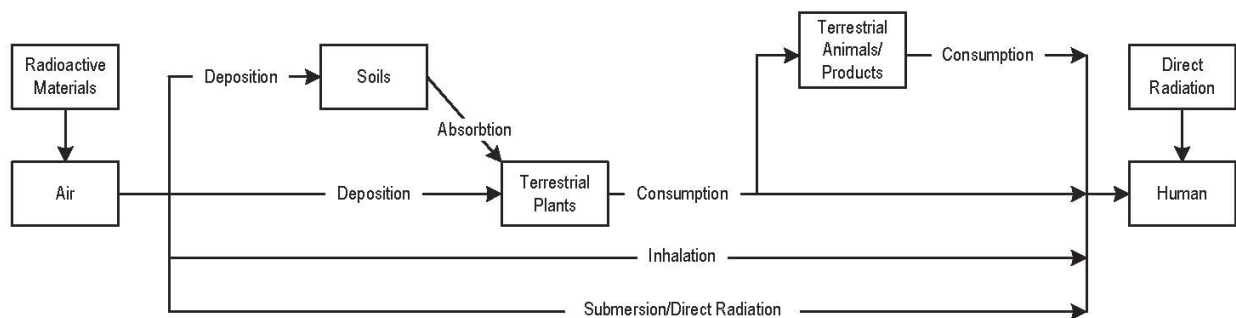 Radioactive
Materials
Deposition
Soils
Terrestrial
Animals/
Products
Consumption
Direct
Radiation
Absorbtion
Air
Deposition
Terrestrial
Plants
Consumption
Human
Inhalation
Submersion/Direct Radiation